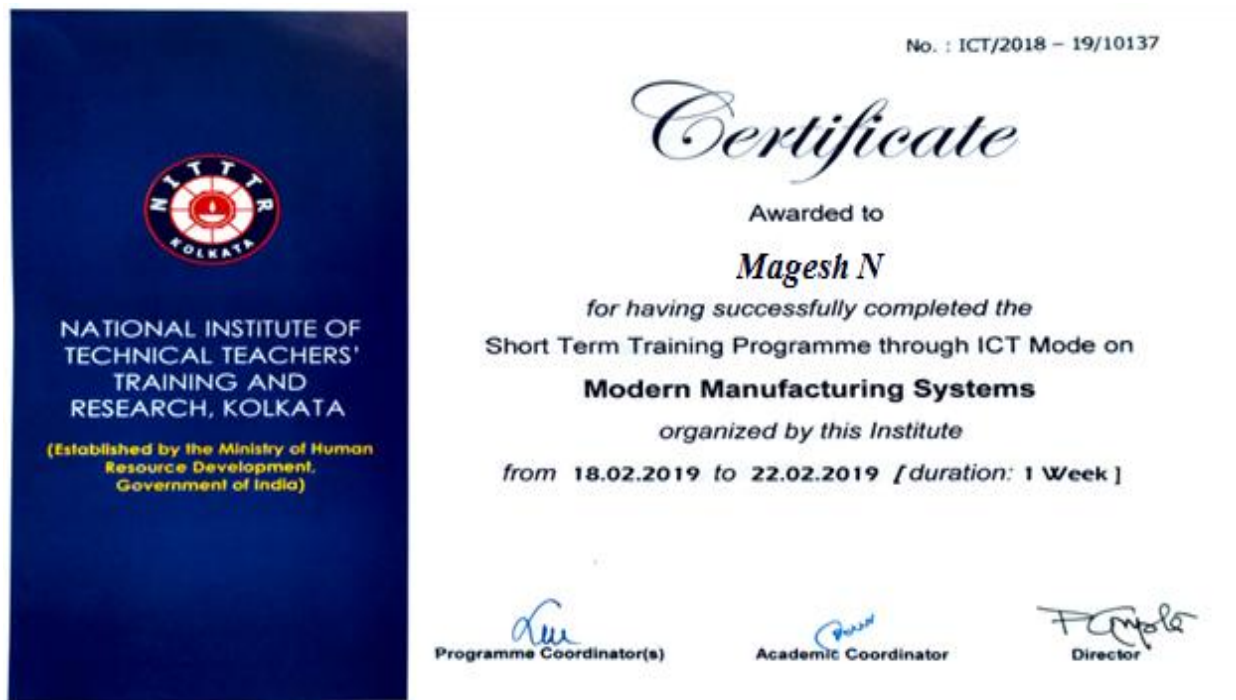 NITTTR
KOLKATA
NATIONAL INSTITUTE OF
TECHNICAL TEACHERS'
TRAINING AND
RESEARCH, KOLKATA
(Established by the Ministry of Human
Resource Development,
Government of India)
No. : ICT/2018 – 19/10137
Certificate
Awarded to
Magesh N
for having successfully completed the
Short Term Training Programme through ICT Mode on
Modern Manufacturing Systems
organized by this Institute
from 18.02.2019 to 22.02.2019 [ duration: 1 Week ]
Programme Coordinator(s)
Academic Coordinator
Director